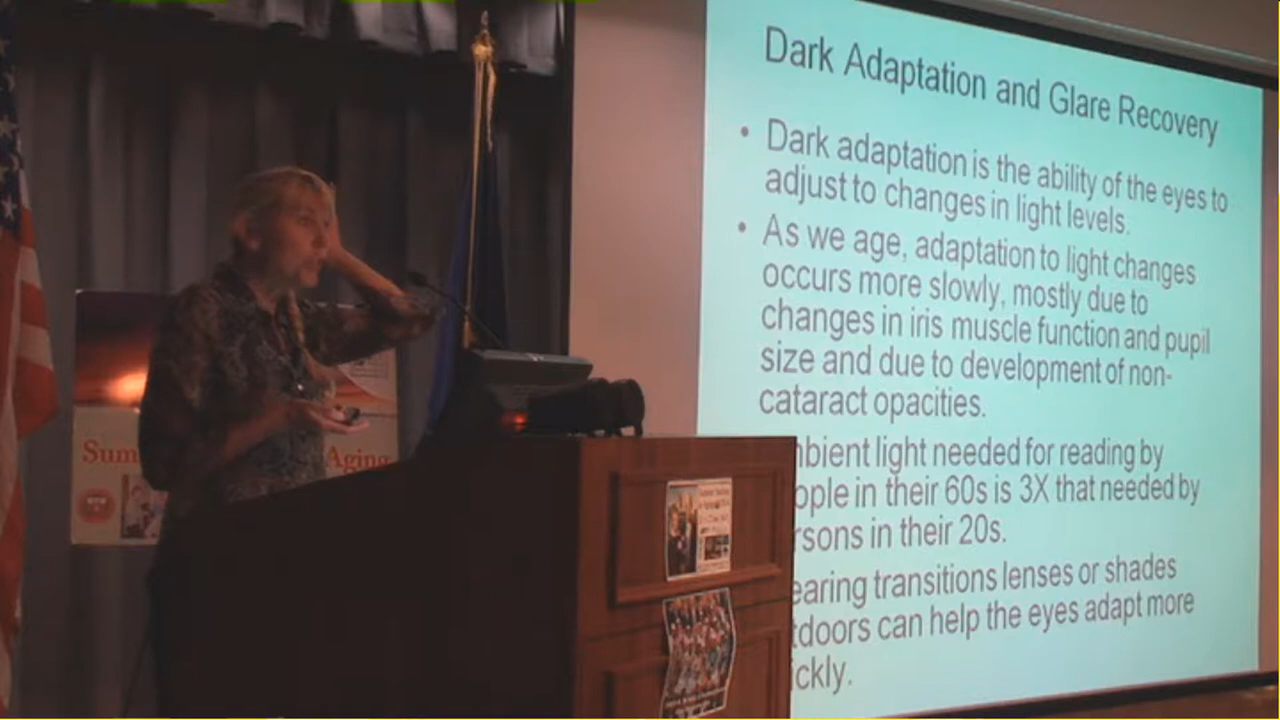 Dark Adaptation and Glare Recovery
• Dark adaptation is the ability of the eyes to
adjust to changes in light levels.
• As we age, adaptation to light changes
occurs more slowly, mostly due to
changes in iris muscle function and pupil
size and due to development of non-
cataract opacities.
mbient light needed for reading by
ople in their 60s is 3X that needed by
rsons in their 20s.
earing transitions lenses or shades
tdoors can help the eyes adapt more
ickly.
Sum
Aging